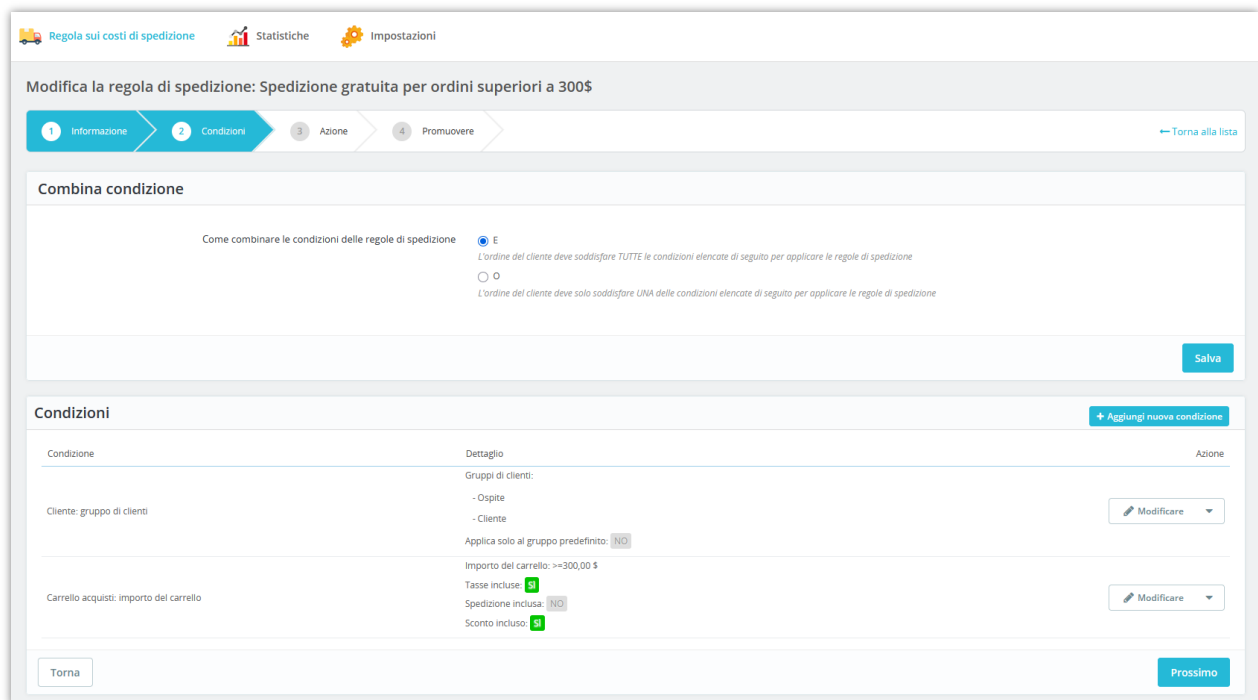 Regola sui costi di spedizione Statistiche Impostazioni
Modifica la regola di spedizione: Spedizione gratuita per ordini superiori a 300$
1 Informazione 2 Condizioni 3 Azione 4 Promuovere ←Torna alla lista
Combina condizione
Come combinare le condizioni delle regole di spedizione E
L'ordine del cliente deve soddisfare TUTTE le condizioni elencate di seguito per applicare le regole di spedizione
O
L'ordine del cliente deve solo soddisfare UNA delle condizioni elencate di seguito per applicare le regole di spedizione
Salva
Condizioni + Aggiungi nuova condizione
Condizione Dettaglio Azione
Gruppi di clienti:
- Ospite
Cliente: gruppo di clienti Modificare
- Cliente
Applica solo al gruppo predefinito: NO
Importo del carrello: >=300,00 $
Tasse incluse: SÌ
Carrello acquisti: importo del carrello Modificare
Spedizione inclusa: NO
Sconto incluso: SÌ
Torna Prossimo